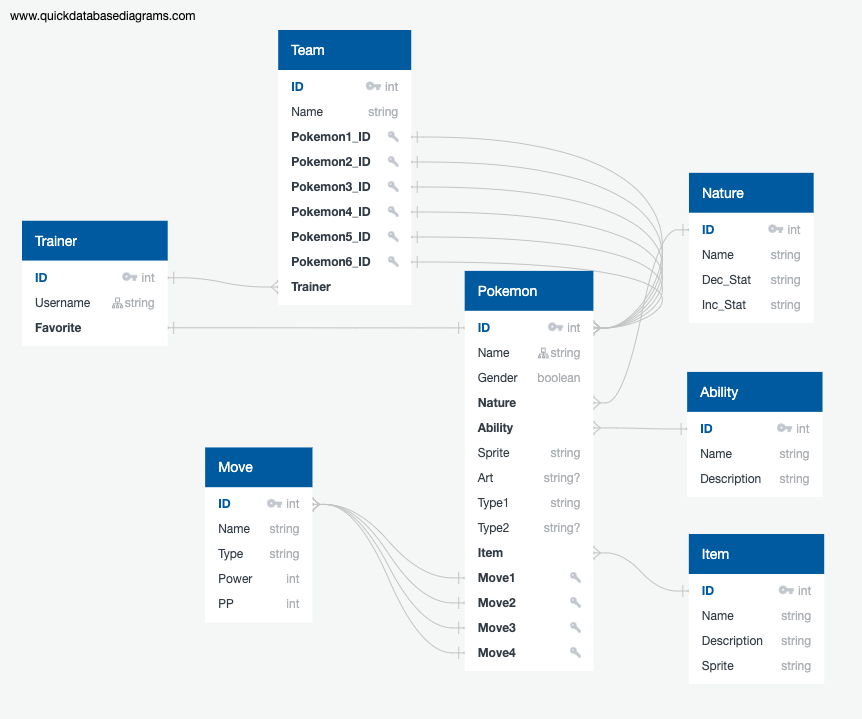 www.quickdatabasediagrams.com
Team
ID int
Name string
Pokemon1_ID
Pokemon2_ID
Pokemon3_ID
Pokemon4_ID
Pokemon5_ID
Pokemon6_ID
Trainer
Trainer
ID int
Username string
Favorite
Nature
ID int
Name string
Dec_Stat string
Inc_Stat string
Pokemon
ID int
Name string
Gender boolean
Nature
Ability
Sprite string
Art string?
Type1 string
Type2 string?
Item
Move1
Move2
Move3
Move4
Ability
ID int
Name string
Description string
Move
ID int
Name string
Type string
Power int
PP int
Item
ID int
Name string
Description string
Sprite string